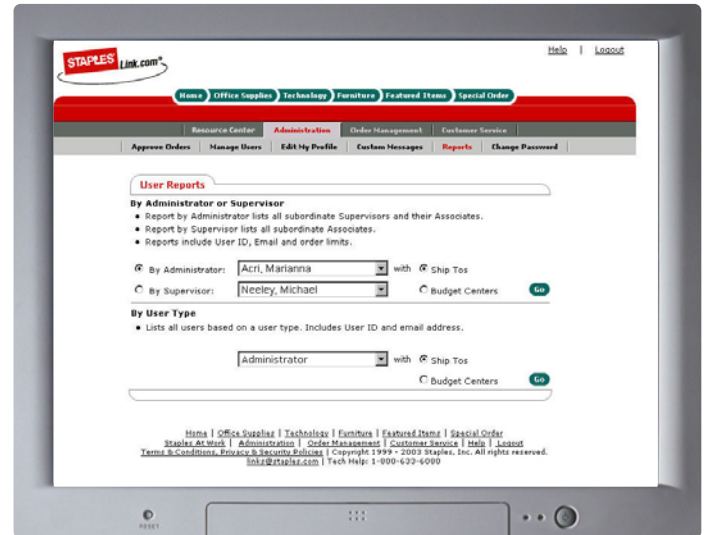 Help | Logout
STAPLES Link.com
Home Office Supplies Technology Furniture Featured Items Special Order
Resource Center Administration Order Management Customer Service
Approve Orders Manage Users Edit My Profile Custom Messages Reports Change Password
User Reports
By Administrator or Supervisor
• Report by Administrator lists all subordinate Supervisors and their Associates.
• Report by Supervisor lists all subordinate Associates.
• Reports include User ID, Email and order limits.
By Administrator: Acri, Marianna with Ship Tos
By Supervisor: Neeley, Michael Budget Centers Go
By User Type
• Lists all users based on a user type. Includes User ID and email address.
Administrator with Ship Tos
Budget Centers Go
Home | Office Supplies | Technology | Furniture | Featured Items | Special Order
Staples At Work | Administration | Order Management | Customer Service | Help | Logout
Terms & Conditions, Privacy & Security Policies | Copyright 1999 - 2003 Staples, Inc. All rights reserved.
links@staples.com | Tech Help: 1-800-633-6080
RESET